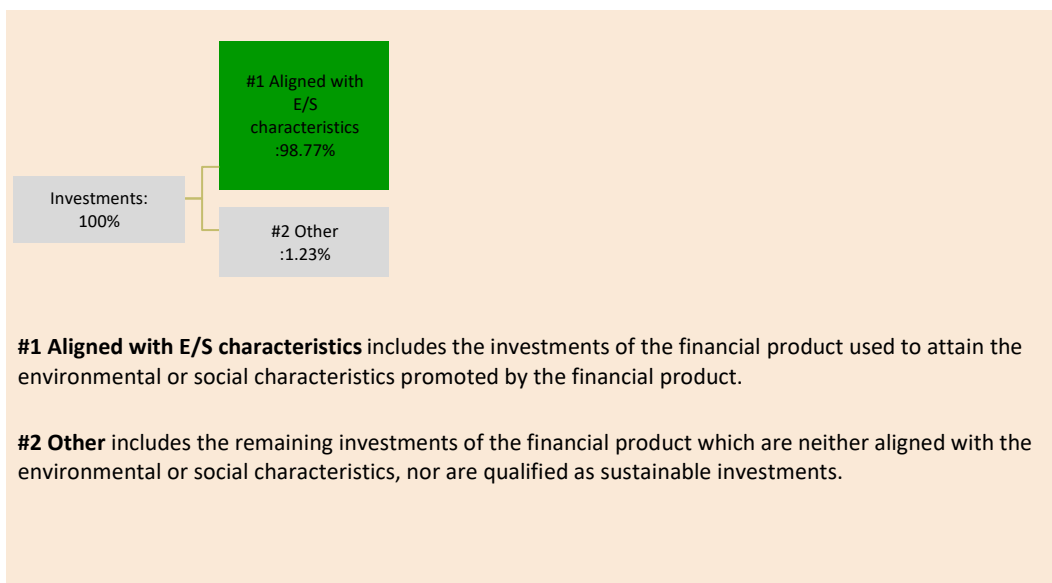 #1 Aligned with
E/S
characteristics
:98.77%
Investments:
100%
#2 Other
:1.23%
#1 Aligned with E/S characteristics includes the investments of the financial product used to attain the
environmental or social characteristics promoted by the financial product.
#2 Other includes the remaining investments of the financial product which are neither aligned with the
environmental or social characteristics, nor are qualified as sustainable investments.